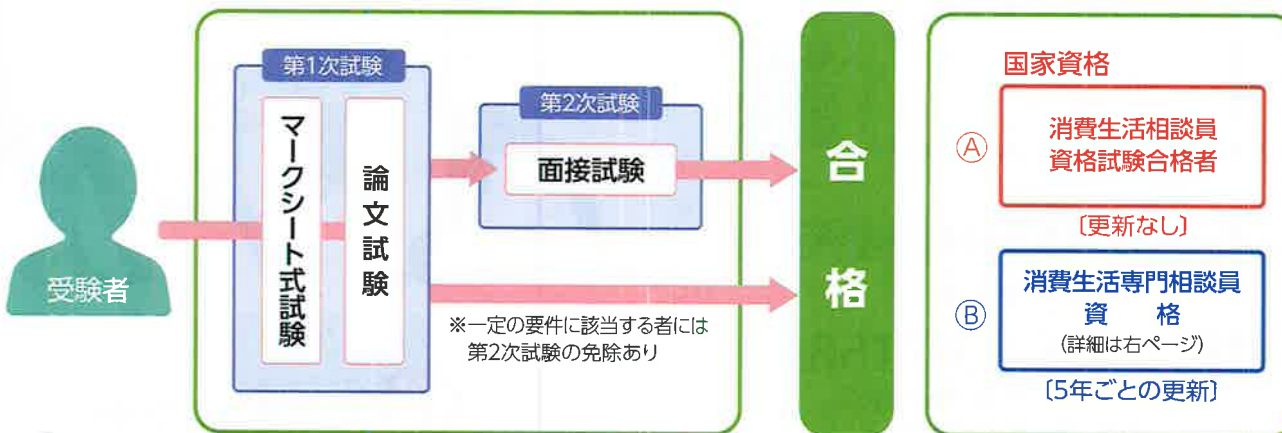 受験者
第1次試験
マークシート式試験
論文試験
第2次試験
面接試験
※一定の要件に該当する者には
第2次試験の免除あり
合格
国家資格
Ⓐ
消費生活相談員
資格試験合格者
〔更新なし〕
Ⓑ
消費生活専門相談員
資 格
(詳細は右ページ)
〔5年ごとの更新〕